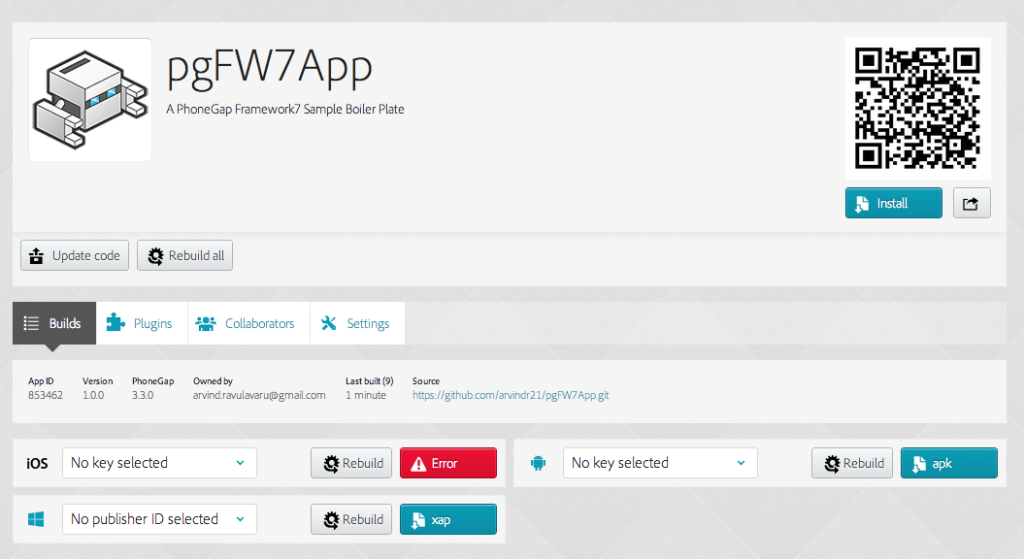 pgFW7App
A PhoneGap Framework7 Sample Boiler Plate
Install
Update code Rebuild all
Builds Plugins Collaborators Settings
App ID Version PhoneGap Owned by Last built (9) Source
853462 1.0.0 3.3.0 arvind.ravulavaru@gmail.com 1 minute https://github.com/arvindr21/pgFW7App.git
iOS No key selected Rebuild Error No key selected Rebuild apk
No publisher ID selected Rebuild xap